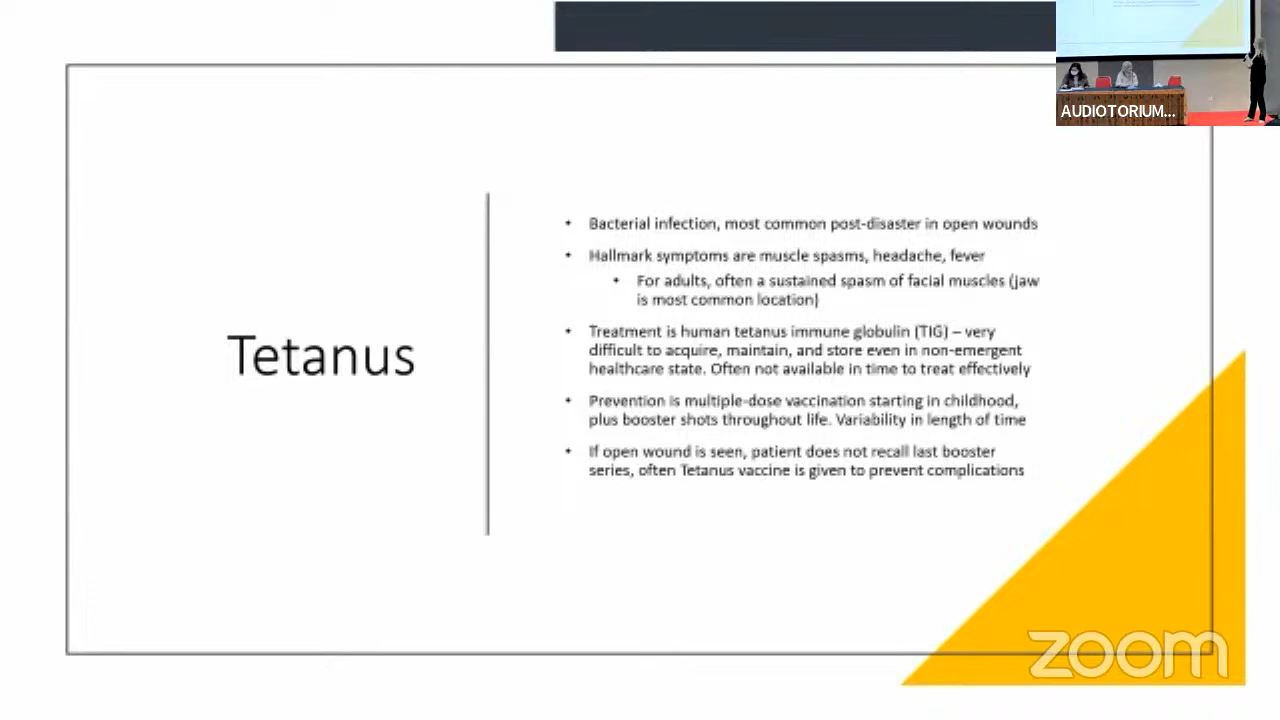 AUDIOTORIUM...
Tetanus
• Bacterial infection, most common post-disaster in open wounds
• Hallmark symptoms are muscle spasms, headache, fever
• For adults, often a sustained spasm of facial muscles (jaw
is most common location)
• Treatment is human tetanus immune globulin (TIG) – very
difficult to acquire, maintain, and store even in non-emergent
healthcare state. Often not available in time to treat effectively
• Prevention is multiple-dose vaccination starting in childhood,
plus booster shots throughout life. Variability in length of time
• If open wound is seen, patient does not recall last booster
series, often Tetanus vaccine is given to prevent complications
zoom